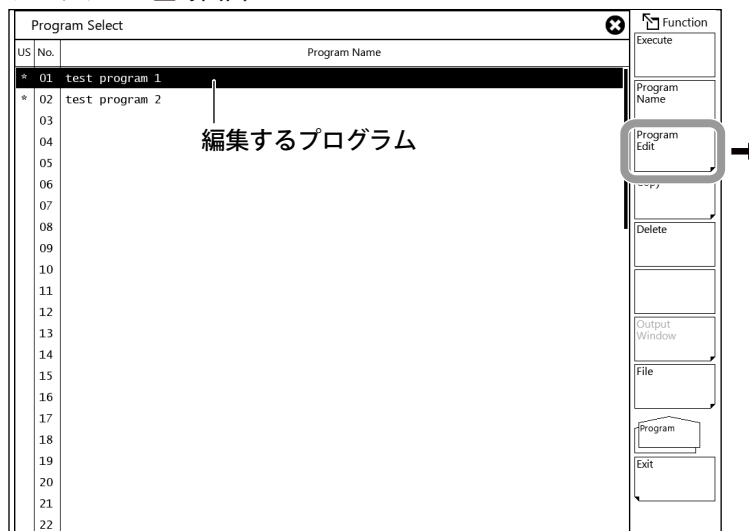 Program Select
Function
US No. Program Name
* 01 test program 1
* 02 test program 2
03
04
05
06
07
08
09
10
11
12
13
14
15
16
17
18
19
20
21
22
編集するプログラム
Execute
Program
Name
Program
Edit
Copy
Delete
Output
Window
File
Program
Exit